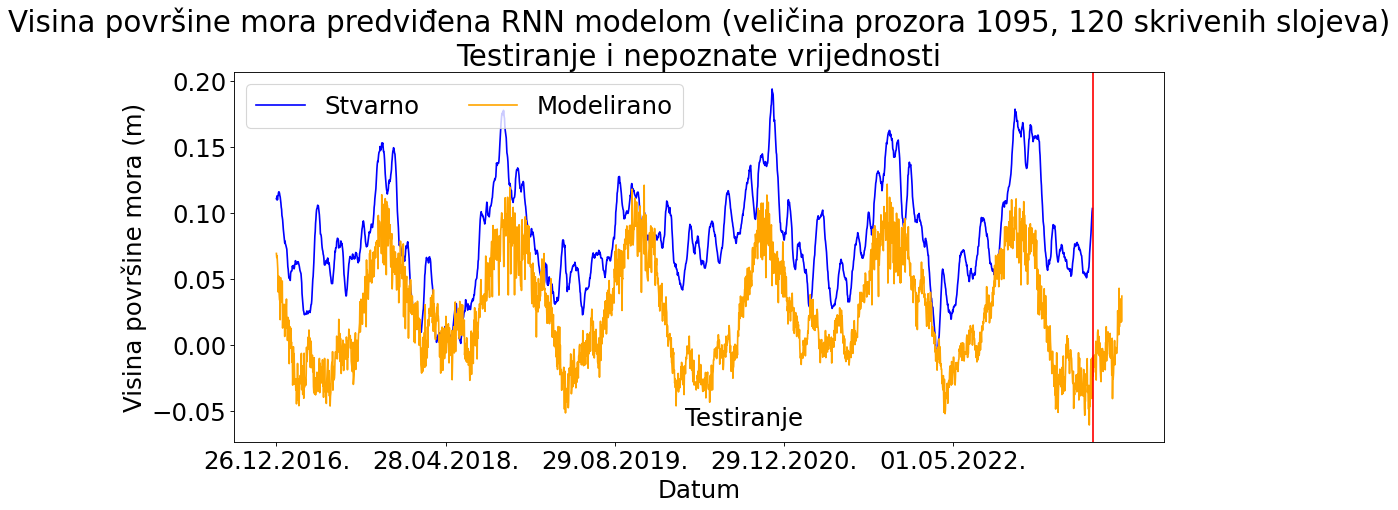 Visina površine mora predviđena RNN modelom (veličina prozora 1095, 120 skrivenih slojeva)
Testiranje i nepoznate vrijednosti
Stvarno
Modelirano
0.20
0.15
0.10
0.05
0.00
−0.05
Visina površine mora (m)
Testiranje
26.12.2016.
28.04.2018.
29.08.2019.
29.12.2020.
01.05.2022.
Datum